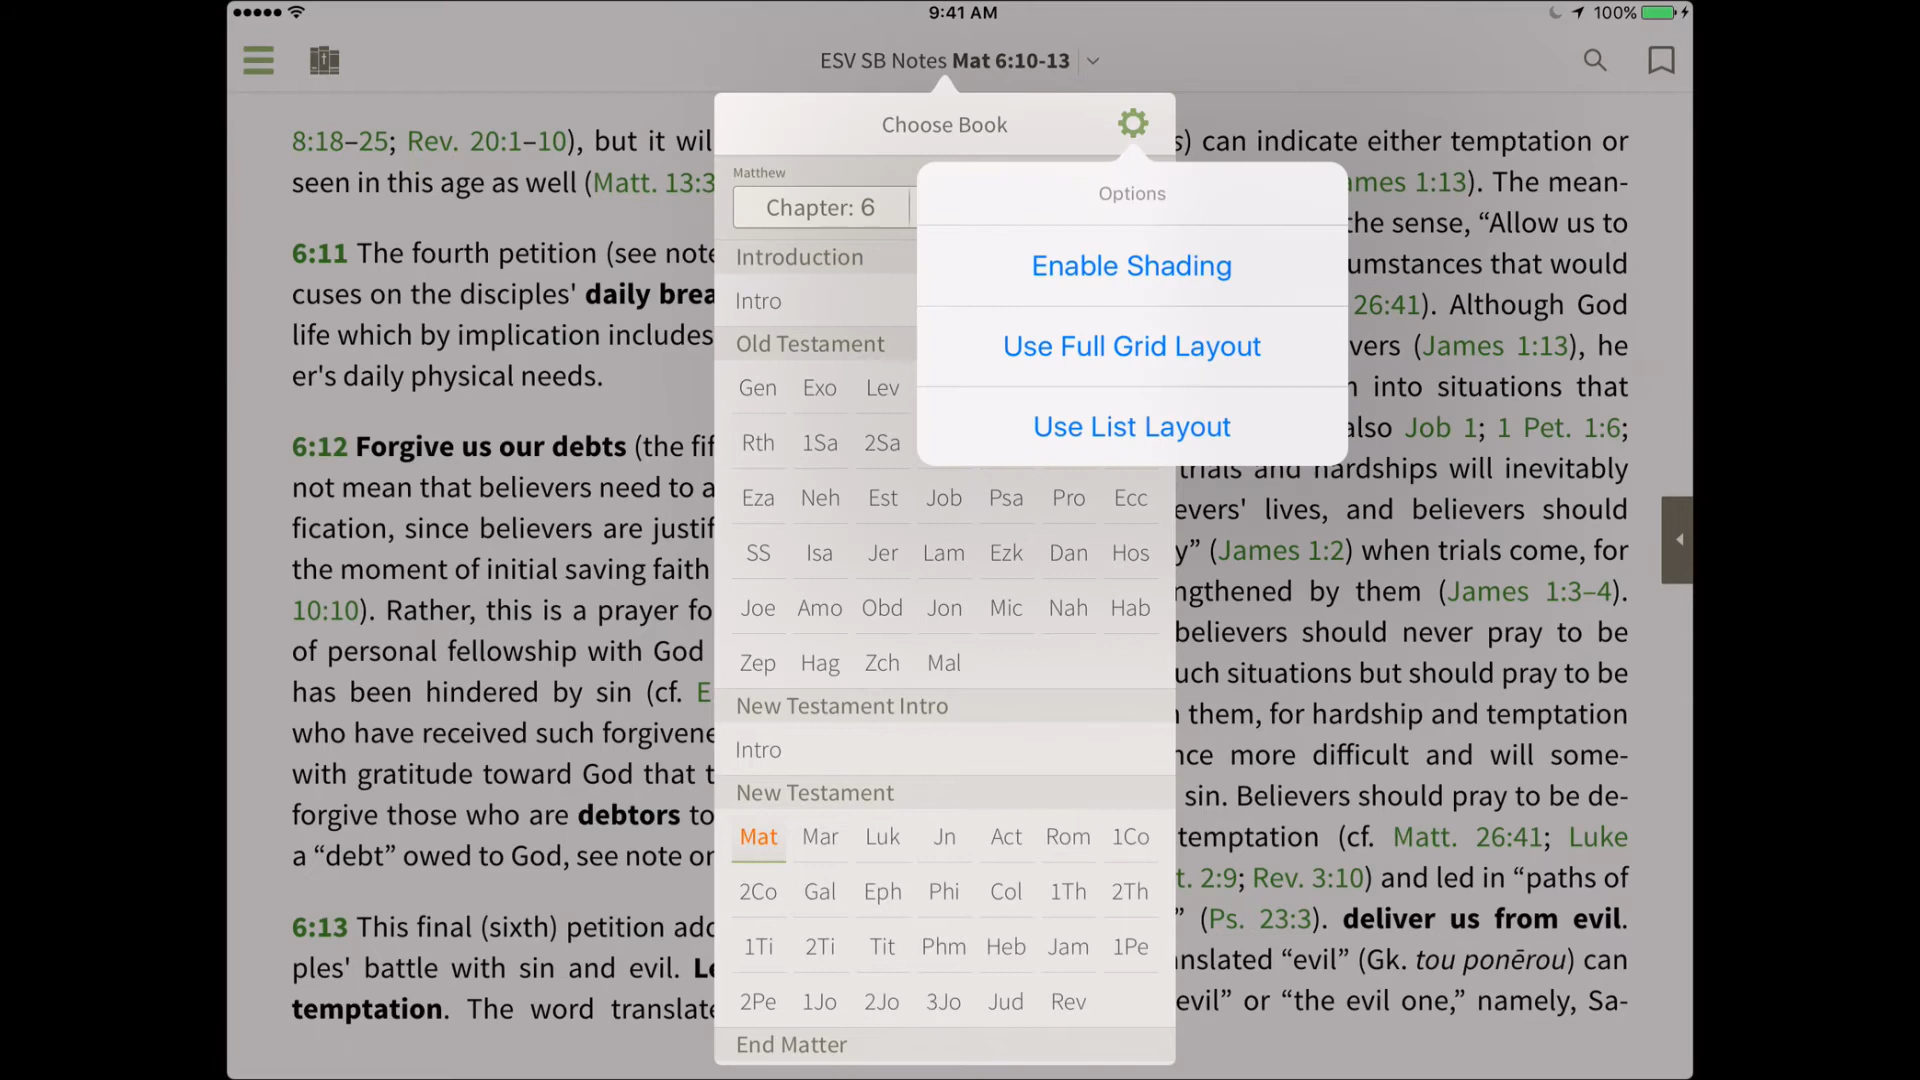 9:41 AM
100%
ESV SB Notes Mat 6:10-13
Choose Book
Options
Enable Shading
Use Full Grid Layout
Use List Layout
Matthew
Chapter: 6
Introduction
Intro
Old Testament
Gen Exo Lev
Rth 1Sa 2Sa
Eza Neh Est Job Psa Pro Ecc
SS Isa Jer Lam Ezk Dan Hos
Joe Amo Obd Jon Mic Nah Hab
Zep Hag Zch Mal
New Testament Intro
Intro
New Testament
Mat Mar Luk Jn Act Rom 1Co
2Co Gal Eph Phi Col 1Th 2Th
1Ti 2Ti Tit Phm Heb Jam 1Pe
2Pe 1Jo 2Jo 3Jo Jud Rev
End Matter
8:18–25; Rev. 20:1–10), but it wil
seen in this age as well (Matt. 13:3
6:11 The fourth petition (see note
cuses on the disciples' daily brea
life which by implication includes
er's daily physical needs.
6:12 Forgive us our debts (the fif
not mean that believers need to a
fication, since believers are justif
the moment of initial saving faith
10:10). Rather, this is a prayer fo
of personal fellowship with God
has been hindered by sin (cf. E
who have received such forgivene
with gratitude toward God that t
forgive those who are debtors to
a “debt” owed to God, see note or
6:13 This final (sixth) petition add
ples' battle with sin and evil. Le
temptation. The word translate
s) can indicate either temptation or
ames 1:13). The mean-
the sense, “Allow us to
umstances that would
26:41). Although God
vers (James 1:13), he
n into situations that
also Job 1; 1 Pet. 1:6;
trials and hardships will inevitably
evers' lives, and believers should
y” (James 1:2) when trials come, for
ngthened by them (James 1:3–4).
believers should never pray to be
uch situations but should pray to be
n them, for hardship and temptation
nce more difficult and will some-
sin. Believers should pray to be de-
temptation (cf. Matt. 26:41; Luke
t. 2:9; Rev. 3:10) and led in “paths of
” (Ps. 23:3). deliver us from evil.
anslated “evil” (Gk. tou ponērou) can
evil” or “the evil one,” namely, Sa-